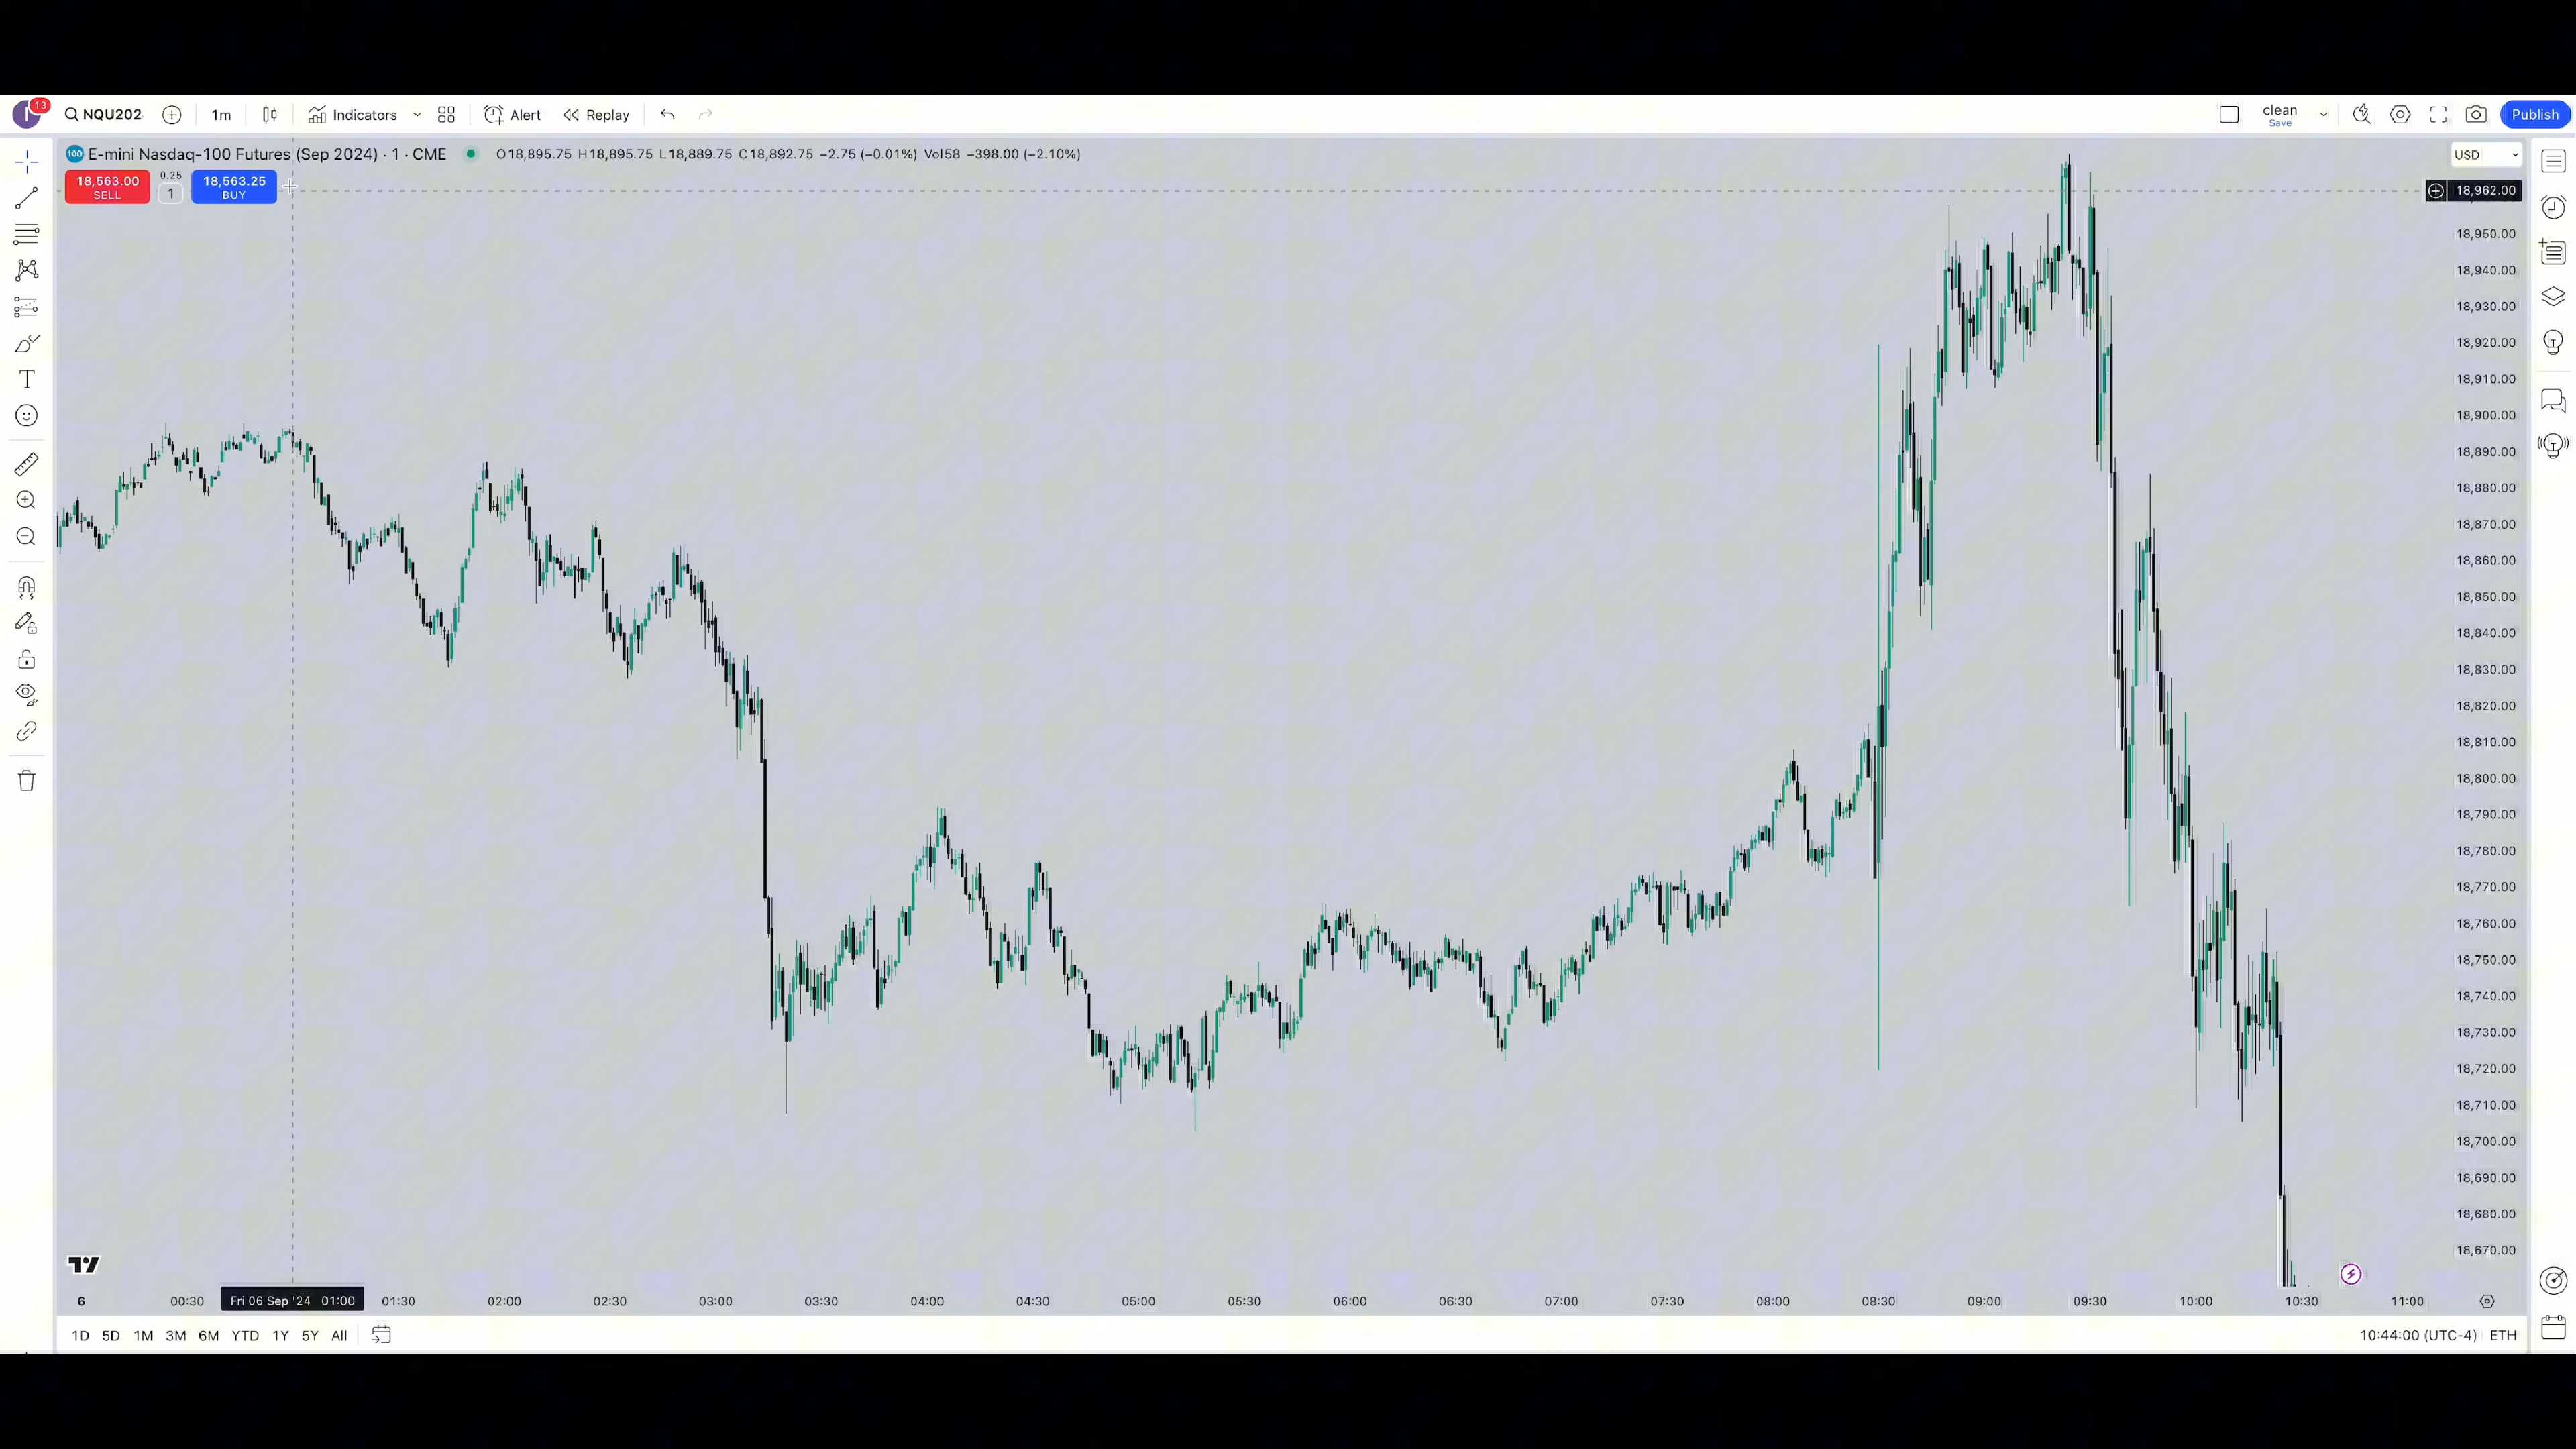 13
NQU202
1m
Indicators
Alert
Replay
clean
Save
Publish
100
E-mini Nasdaq-100 Futures (Sep 2024) · 1 · CME
O18,895.75 H18,895.75 L18,889.75 C18,892.75 −2.75 (−0.01%) Vol58 −398.00 (−2.10%)
USD
18,563.00
SELL
0.25
1
18,563.25
BUY
18,962.00
18,950.00
18,940.00
18,930.00
18,920.00
18,910.00
18,900.00
18,890.00
18,880.00
18,870.00
18,860.00
18,850.00
18,840.00
18,830.00
18,820.00
18,810.00
18,800.00
18,790.00
18,780.00
18,770.00
18,760.00
18,750.00
18,740.00
18,730.00
18,720.00
18,710.00
18,700.00
18,690.00
18,680.00
18,670.00
6 00:30 Fri 06 Sep '24 01:00 01:30 02:00 02:30 03:00 03:30 04:00 04:30 05:00 05:30 06:00 06:30 07:00 07:30 08:00 08:30 09:00 09:30 10:00 10:30 11:00
1D 5D 1M 3M 6M YTD 1Y 5Y All
10:44:00 (UTC-4) ETH